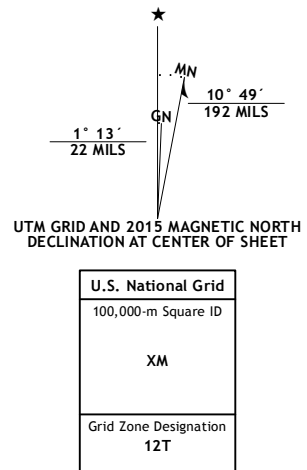 MN
GN
10° 49´
192 MILS
1° 13´
22 MILS
UTM GRID AND 2015 MAGNETIC NORTH
DECLINATION AT CENTER OF SHEET
U.S. National Grid
100,000-m Square ID
XM
Grid Zone Designation
12T